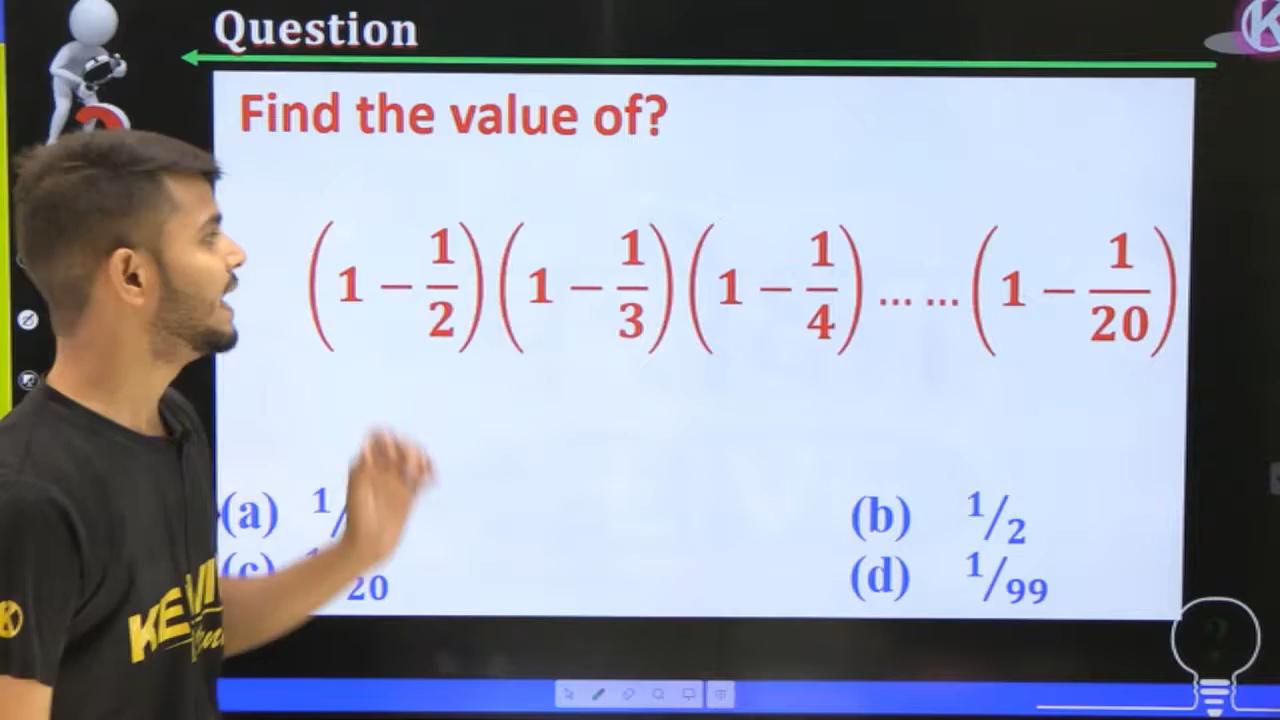 Question
Find the value of?
(1 − 1/2) (1 − 1/3) (1 − 1/4) ... ... (1 − 1/20)
(a) 1/
(b) 1/2
(c) 1/20
(d) 1/99
K